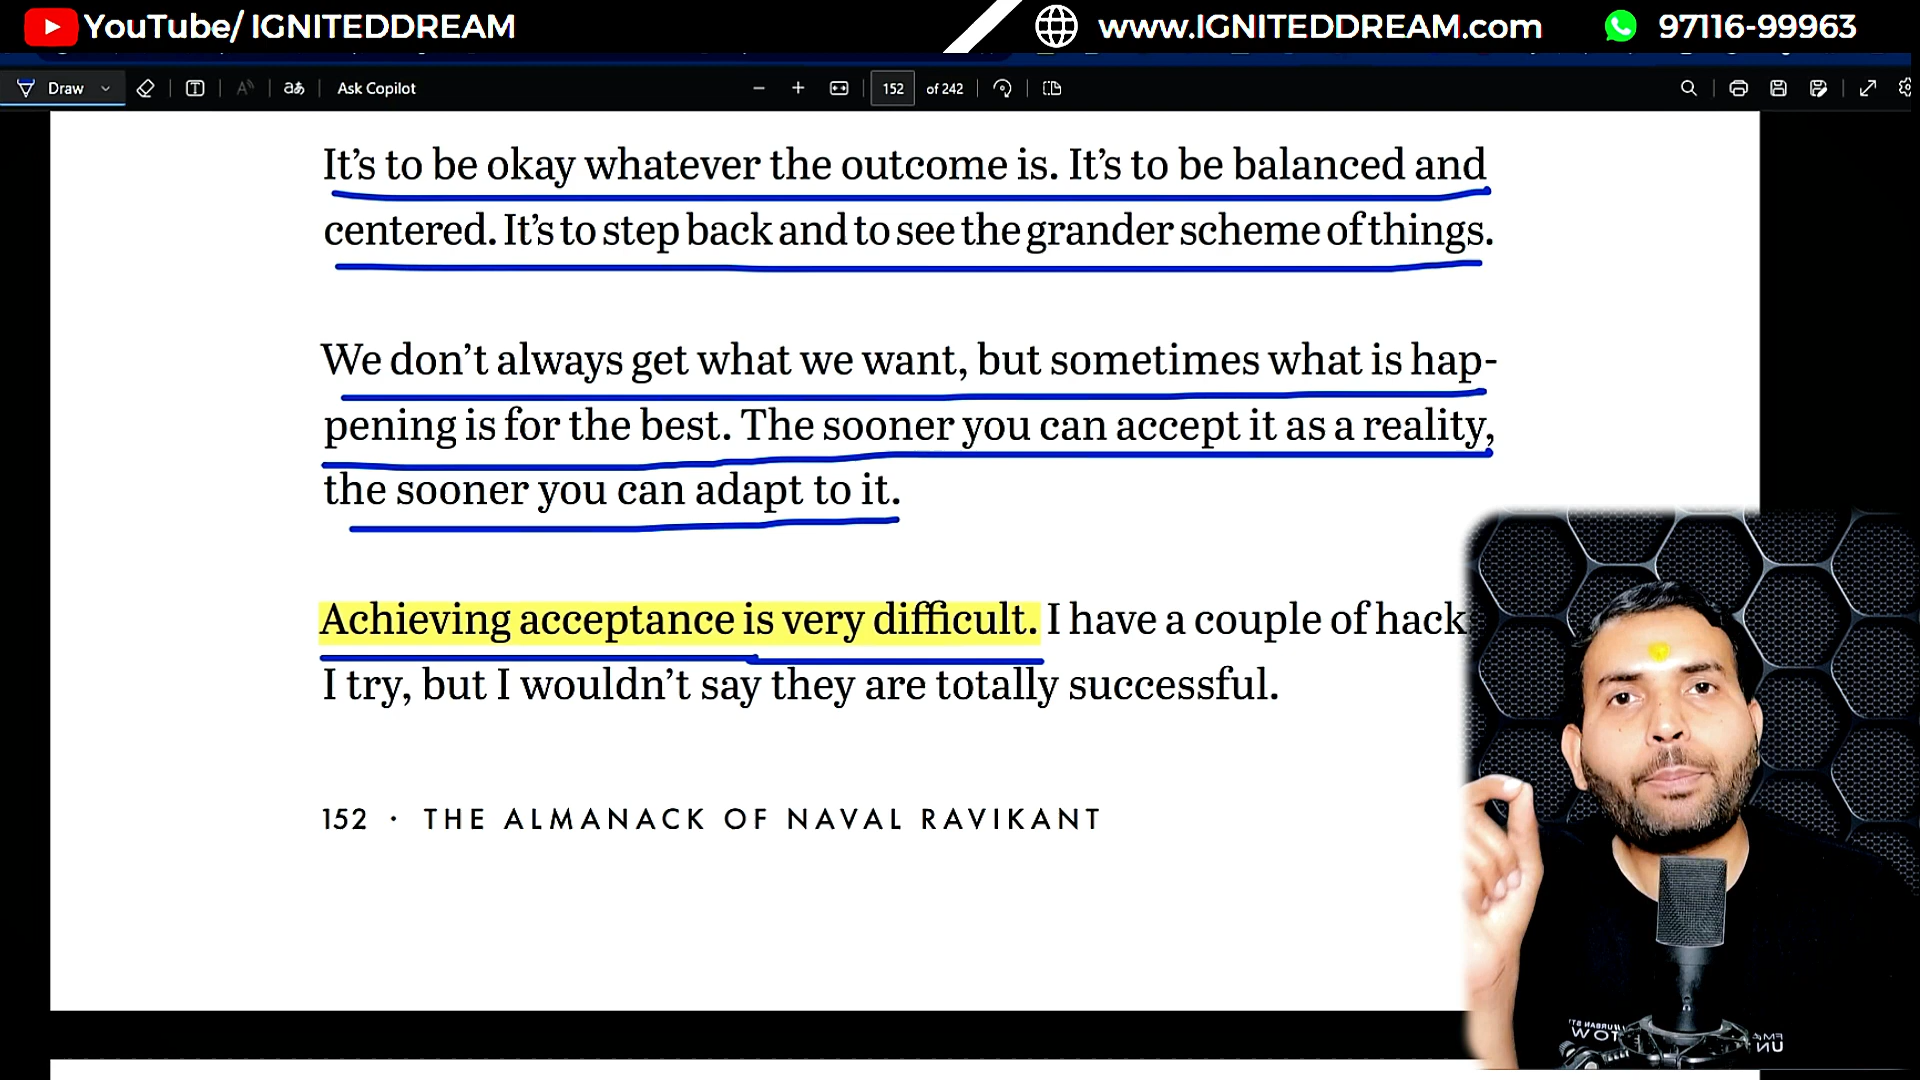 YouTube/ IGNITEDDREAM
www.IGNITEDDREAM.com
97116-99963
Draw
Ask Copilot
152 of 242
It’s to be okay whatever the outcome is. It’s to be balanced and
centered. It’s to step back and to see the grander scheme of things.
We don’t always get what we want, but sometimes what is hap-
pening is for the best. The sooner you can accept it as a reality,
the sooner you can adapt to it.
Achieving acceptance is very difficult. I have a couple of hack
I try, but I wouldn’t say they are totally successful.
152 · THE ALMANACK OF NAVAL RAVIKANT